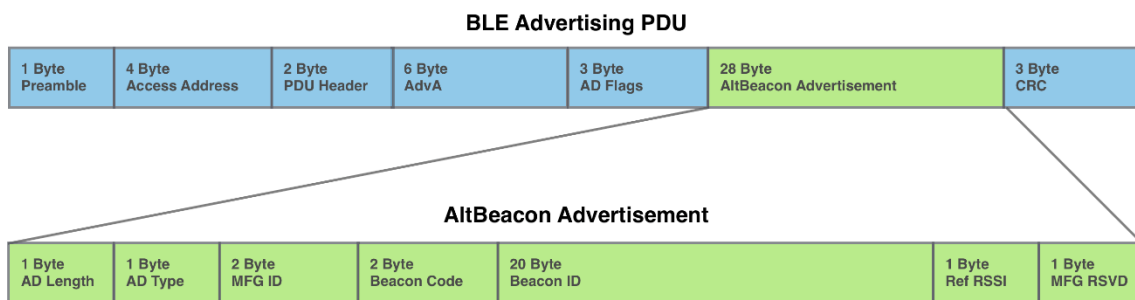 BLE Advertising PDU
1 Byte
Preamble
4 Byte
Access Address
2 Byte
PDU Header
6 Byte
AdvA
3 Byte
AD Flags
28 Byte
AltBeacon Advertisement
3 Byte
CRC
AltBeacon Advertisement
1 Byte
AD Length
1 Byte
AD Type
2 Byte
MFG ID
2 Byte
Beacon Code
20 Byte
Beacon ID
1 Byte
Ref RSSI
1 Byte
MFG RSVD